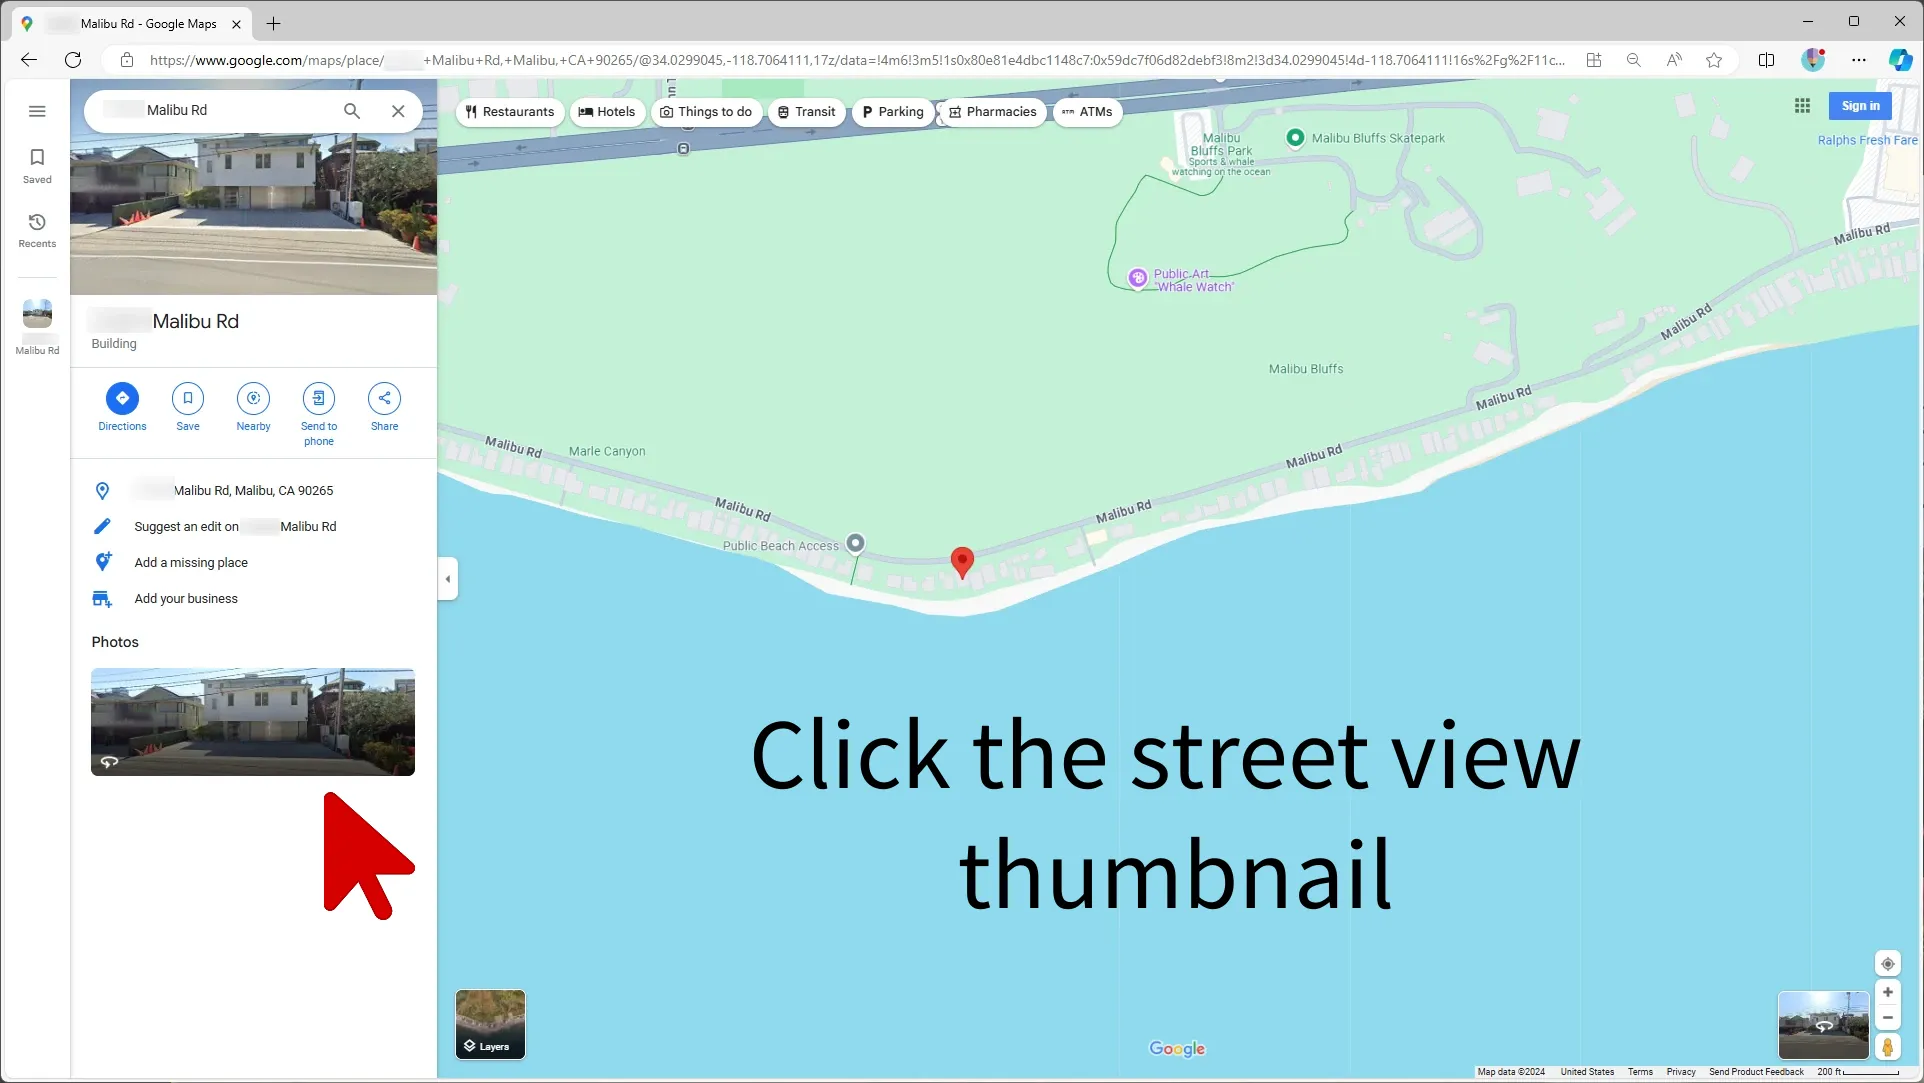 Malibu Rd - Google Maps
https://www.google.com/maps/place/ +Malibu+Rd,+Malibu,+CA+90265/@34.0299045,-118.7064111,17z/data=!4m6!3m5!1s0x80e81e4dbc1148c7:0x59dc7f06d82debf3!8m2!3d34.0299045!4d-118.7064111!16s%2Fg%2F11c...
Malibu Rd
Restaurants
Hotels
Things to do
Transit
Parking
Pharmacies
ATMs
Sign in
Saved
Recents
Malibu Rd
Malibu Rd
Building
Directions
Save
Nearby
Send to
phone
Share
Malibu Rd, Malibu, CA 90265
Suggest an edit on Malibu Rd
Add a missing place
Add your business
Photos
Malibu
Bluffs Park
Sports & whale
watching on the ocean
Malibu Bluffs Skatepark
Ralphs Fresh Fare
Malibu Rd
Public Art
"Whale Watch"
Malibu Rd
Malibu Bluffs
Malibu Rd
Malibu Rd
Marle Canyon
Malibu Rd
Malibu Rd
Malibu Rd
Public Beach Access
Click the street view
thumbnail
Layers
Google
Map data ©2024
United States
Terms
Privacy
Send Product Feedback
200 ft